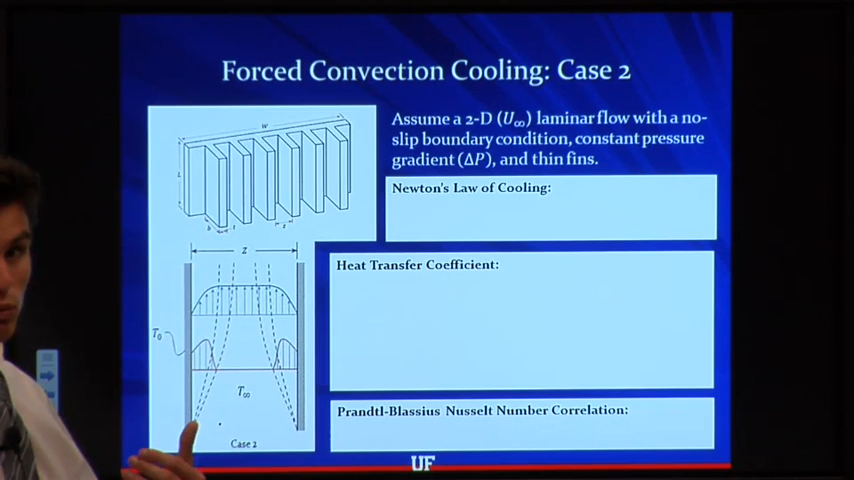 Forced Convection Cooling: Case 2
Assume a 2-D (U∞) laminar flow with a no-
slip boundary condition, constant pressure
gradient (ΔP), and thin fins.
Newton's Law of Cooling:
W
L
b
t
s
z
Heat Transfer Coefficient:
T0
T∞
Prandtl-Blassius Nusselt Number Correlation:
Case 2
UF